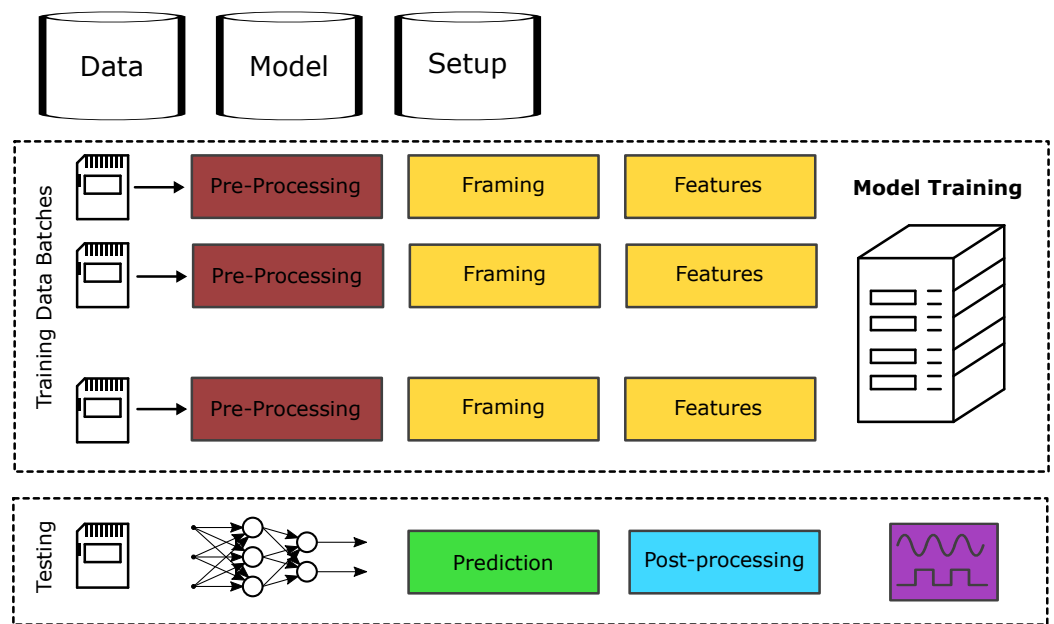 Data
Model
Setup
Training Data Batches
Pre-Processing
Framing
Features
Model Training
Pre-Processing
Framing
Features
Pre-Processing
Framing
Features
Testing
Prediction
Post-processing